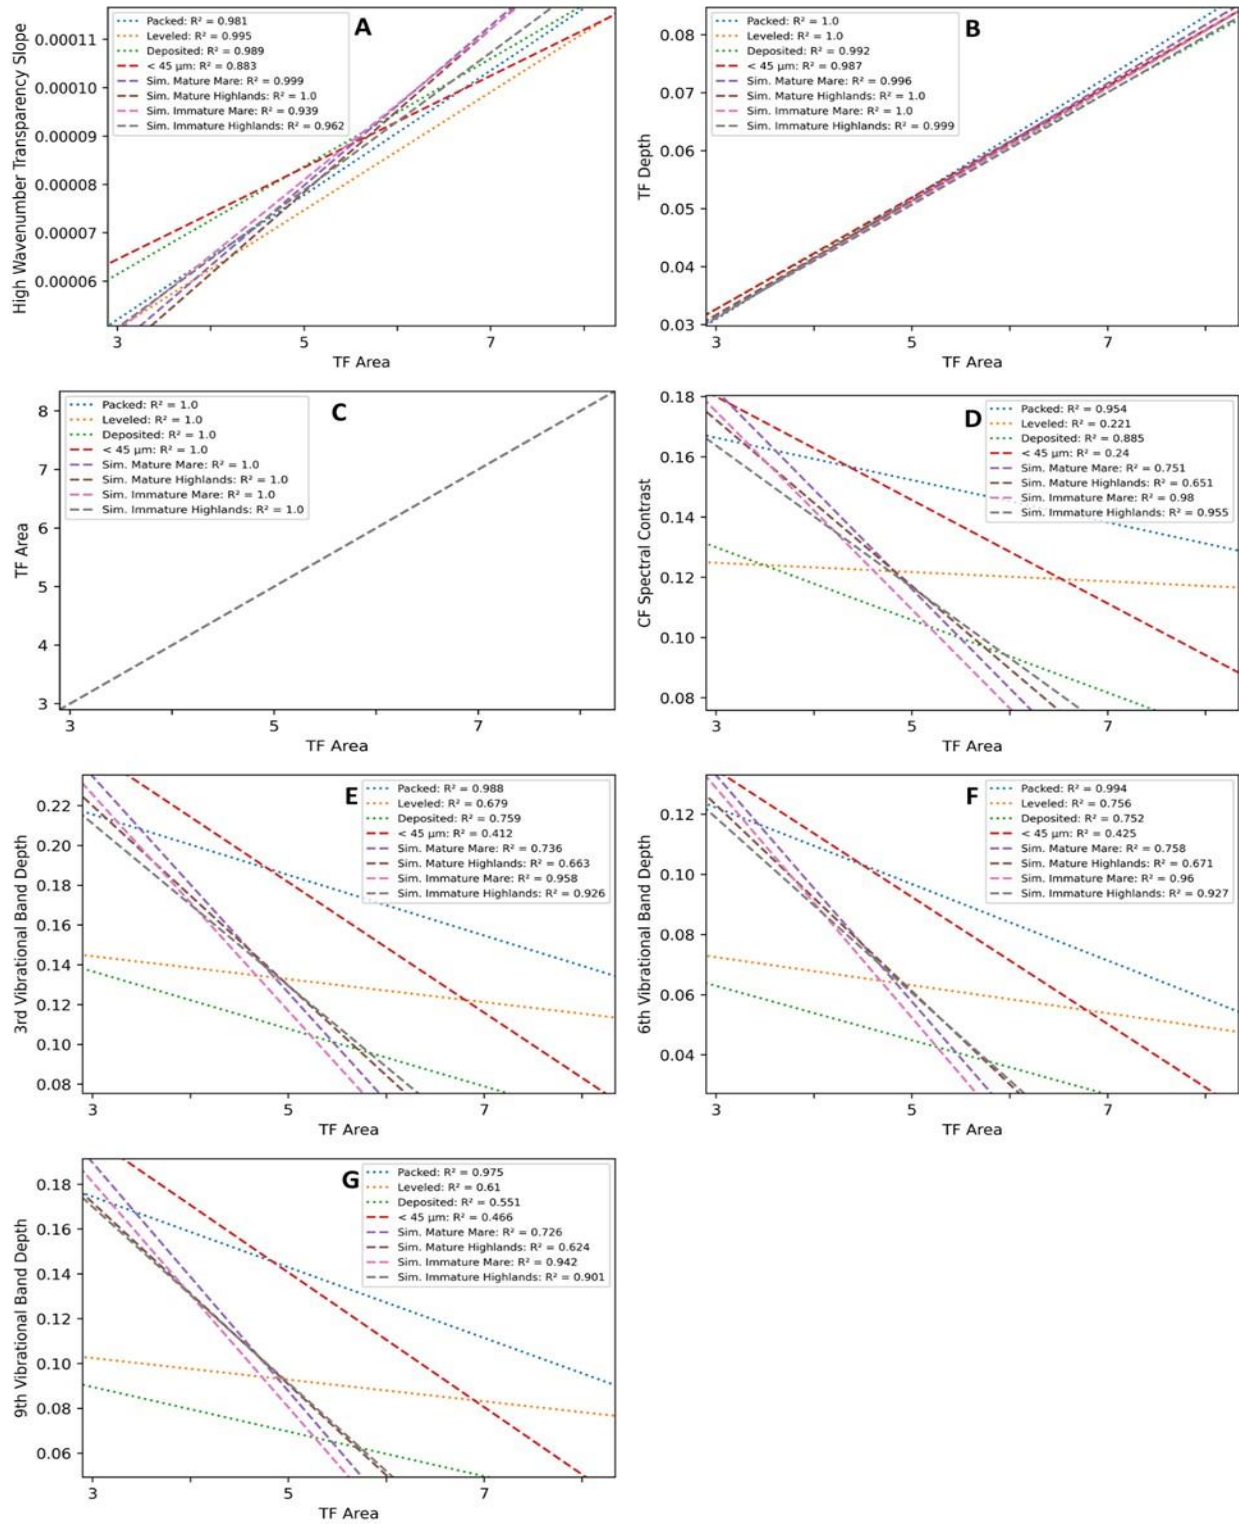 A
High Wavenumber Transparency Slope
0.00011
0.00010
0.00009
0.00008
0.00007
0.00006
Packed: R² = 0.981
Leveled: R² = 0.995
Deposited: R² = 0.989
< 45 μm: R² = 0.883
Sim. Mature Mare: R² = 0.999
Sim. Mature Highlands: R² = 1.0
Sim. Immature Mare: R² = 0.939
Sim. Immature Highlands: R² = 0.962
3 5 7
TF Area
B
TF Depth
0.08
0.07
0.06
0.05
0.04
0.03
Packed: R² = 1.0
Leveled: R² = 1.0
Deposited: R² = 0.992
< 45 μm: R² = 0.987
Sim. Mature Mare: R² = 0.996
Sim. Mature Highlands: R² = 1.0
Sim. Immature Mare: R² = 1.0
Sim. Immature Highlands: R² = 0.999
3 5 7
TF Area
C
TF Area
8
7
6
5
4
3
Packed: R² = 1.0
Leveled: R² = 1.0
Deposited: R² = 1.0
< 45 μm: R² = 1.0
Sim. Mature Mare: R² = 1.0
Sim. Mature Highlands: R² = 1.0
Sim. Immature Mare: R² = 1.0
Sim. Immature Highlands: R² = 1.0
3 5 7
TF Area
D
CF Spectral Contrast
0.18
0.16
0.14
0.12
0.10
0.08
Packed: R² = 0.954
Leveled: R² = 0.221
Deposited: R² = 0.885
< 45 μm: R² = 0.24
Sim. Mature Mare: R² = 0.751
Sim. Mature Highlands: R² = 0.651
Sim. Immature Mare: R² = 0.98
Sim. Immature Highlands: R² = 0.955
3 5 7
TF Area
E
3rd Vibrational Band Depth
0.22
0.20
0.18
0.16
0.14
0.12
0.10
0.08
Packed: R² = 0.988
Leveled: R² = 0.679
Deposited: R² = 0.759
< 45 μm: R² = 0.412
Sim. Mature Mare: R² = 0.736
Sim. Mature Highlands: R² = 0.663
Sim. Immature Mare: R² = 0.958
Sim. Immature Highlands: R² = 0.926
3 5 7
TF Area
F
6th Vibrational Band Depth
0.12
0.10
0.08
0.06
0.04
Packed: R² = 0.994
Leveled: R² = 0.756
Deposited: R² = 0.752
< 45 μm: R² = 0.425
Sim. Mature Mare: R² = 0.758
Sim. Mature Highlands: R² = 0.671
Sim. Immature Mare: R² = 0.96
Sim. Immature Highlands: R² = 0.927
3 5 7
TF Area
G
9th Vibrational Band Depth
0.18
0.16
0.14
0.12
0.10
0.08
0.06
Packed: R² = 0.975
Leveled: R² = 0.61
Deposited: R² = 0.551
< 45 μm: R² = 0.466
Sim. Mature Mare: R² = 0.726
Sim. Mature Highlands: R² = 0.624
Sim. Immature Mare: R² = 0.942
Sim. Immature Highlands: R² = 0.901
3 5 7
TF Area